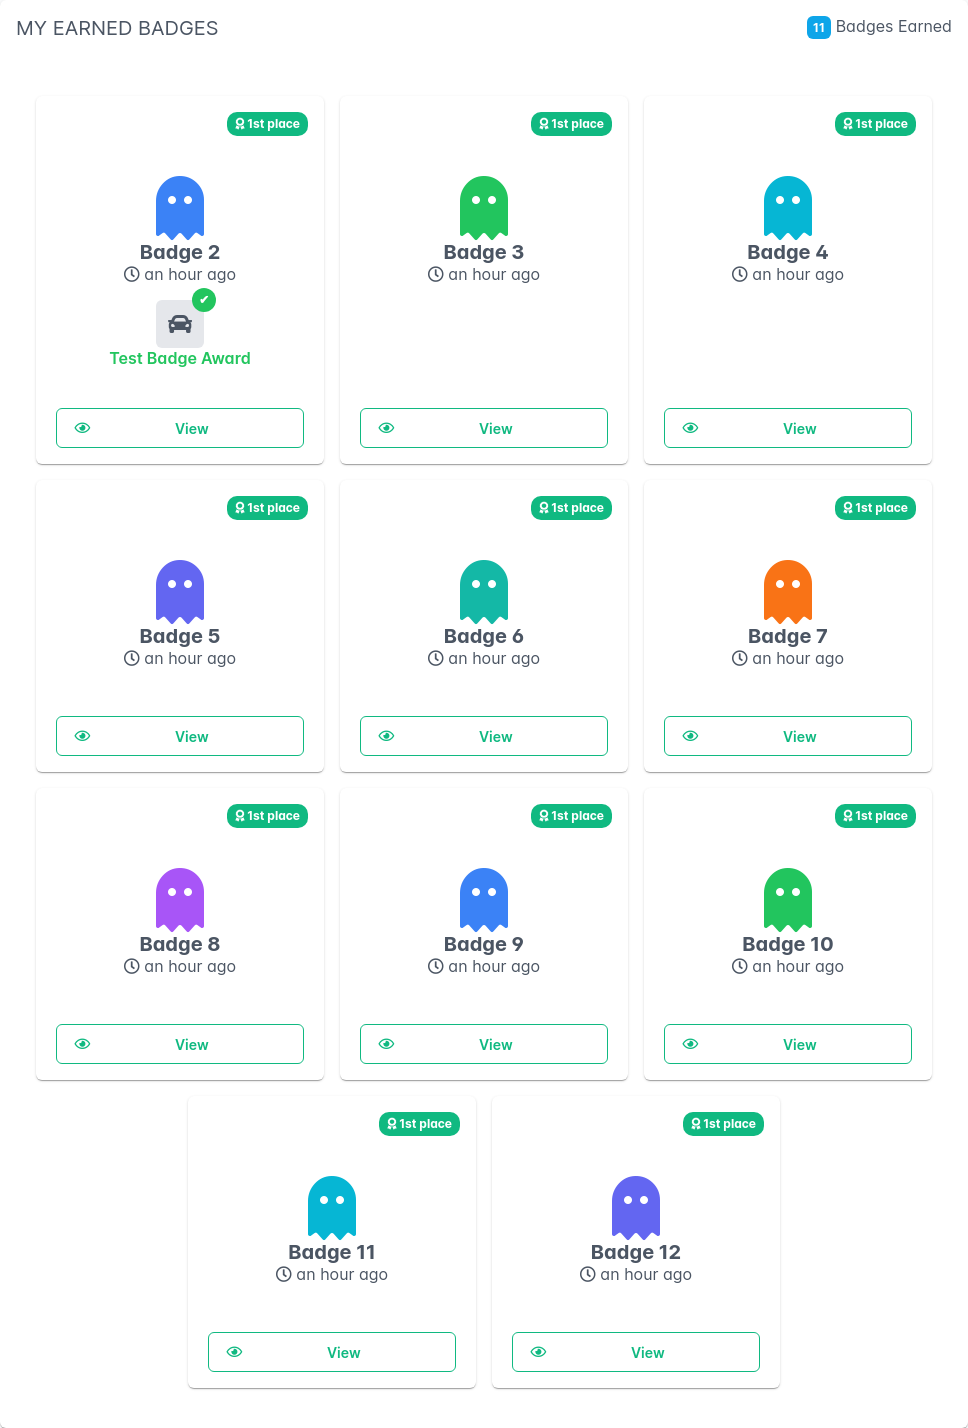 MY EARNED BADGES
11 Badges Earned
1st place
1st place
1st place
Badge 2
Badge 3
Badge 4
an hour ago
an hour ago
an hour ago
Test Badge Award
View
View
View
1st place
1st place
1st place
Badge 5
Badge 6
Badge 7
an hour ago
an hour ago
an hour ago
View
View
View
1st place
1st place
1st place
Badge 8
Badge 9
Badge 10
an hour ago
an hour ago
an hour ago
View
View
View
1st place
1st place
Badge 11
Badge 12
an hour ago
an hour ago
View
View